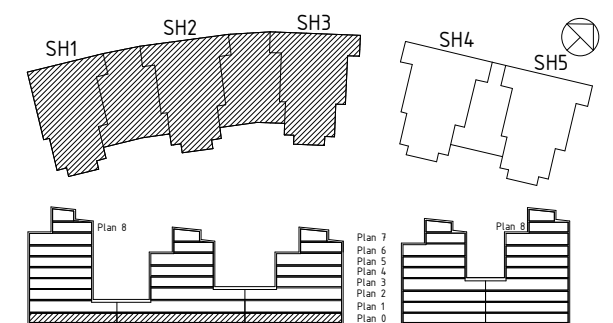 SH1
SH2
SH3
SH4
SH5
Plan 8
Plan 7
Plan 6
Plan 5
Plan 4
Plan 3
Plan 2
Plan 1
Plan 0
Plan 8